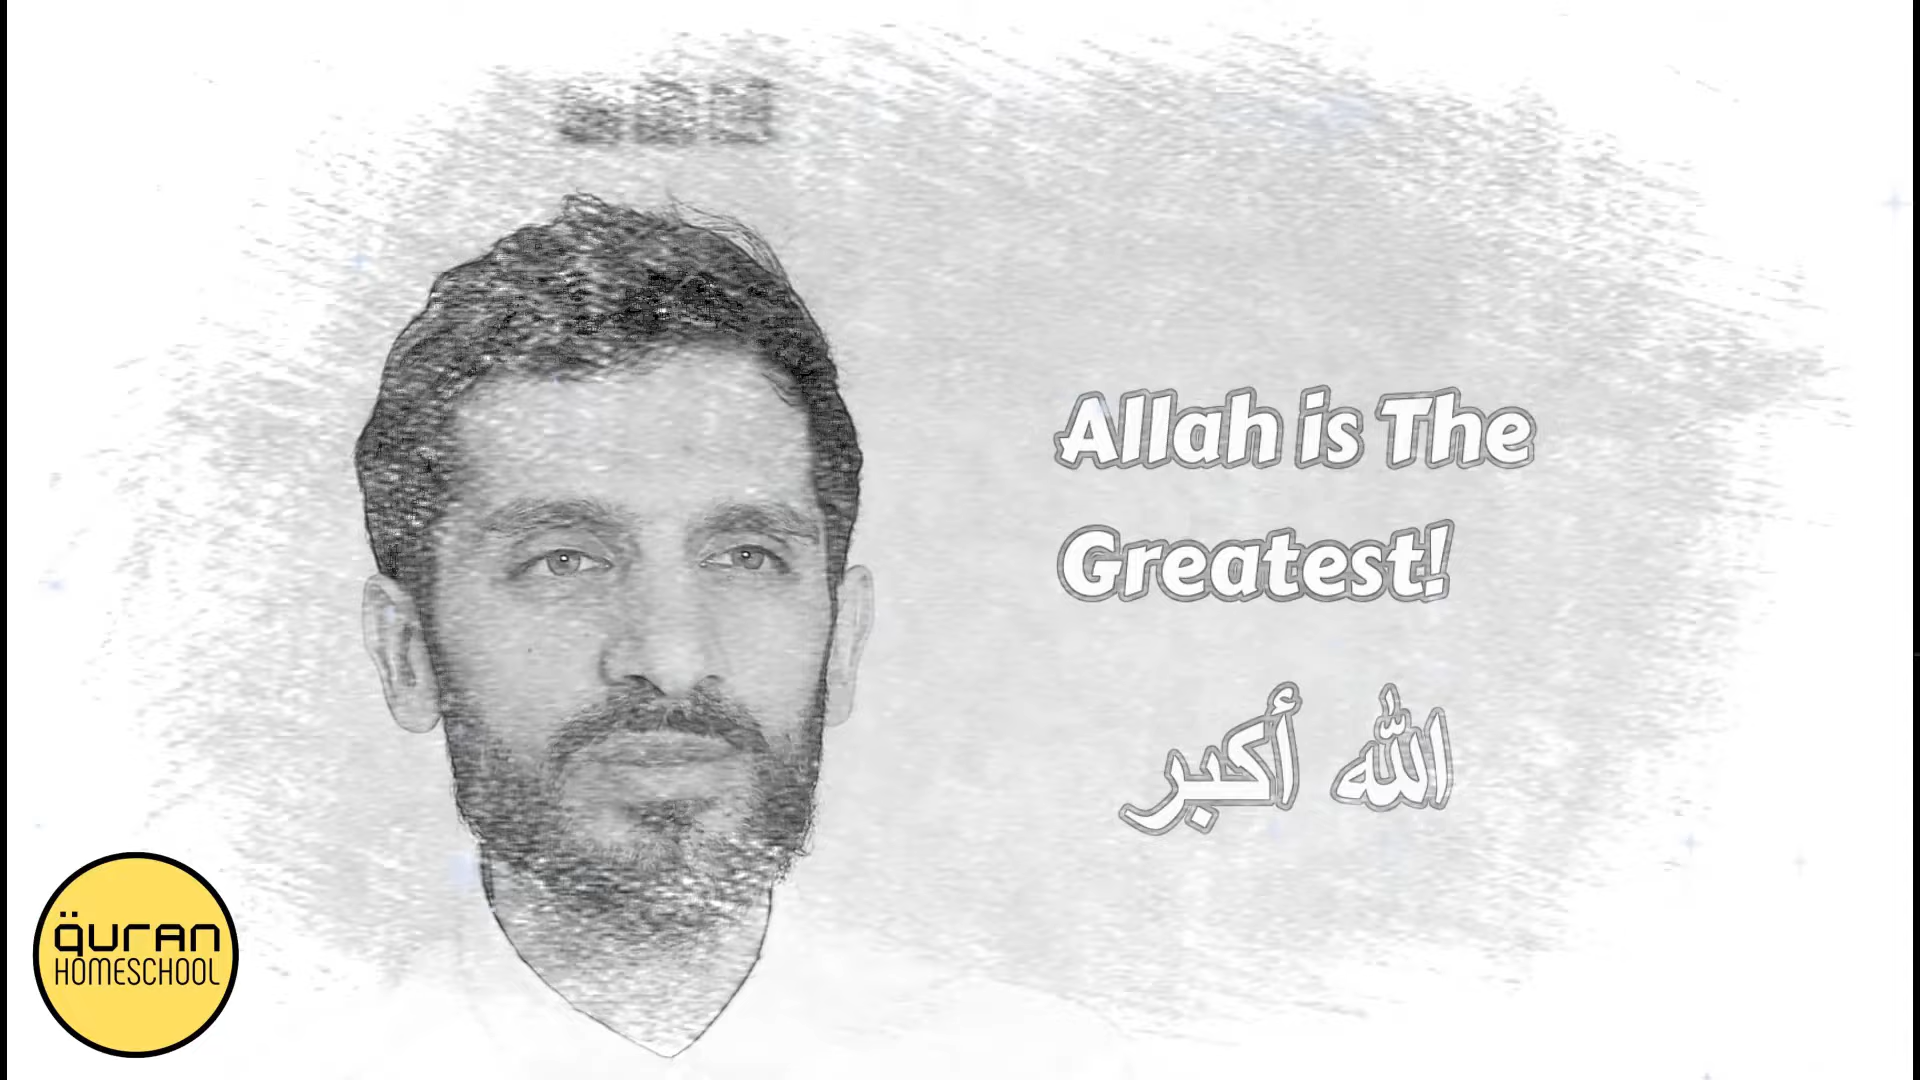 Allah is The
Greatest!
الله أكبر
QURAN
HOMESCHOOL